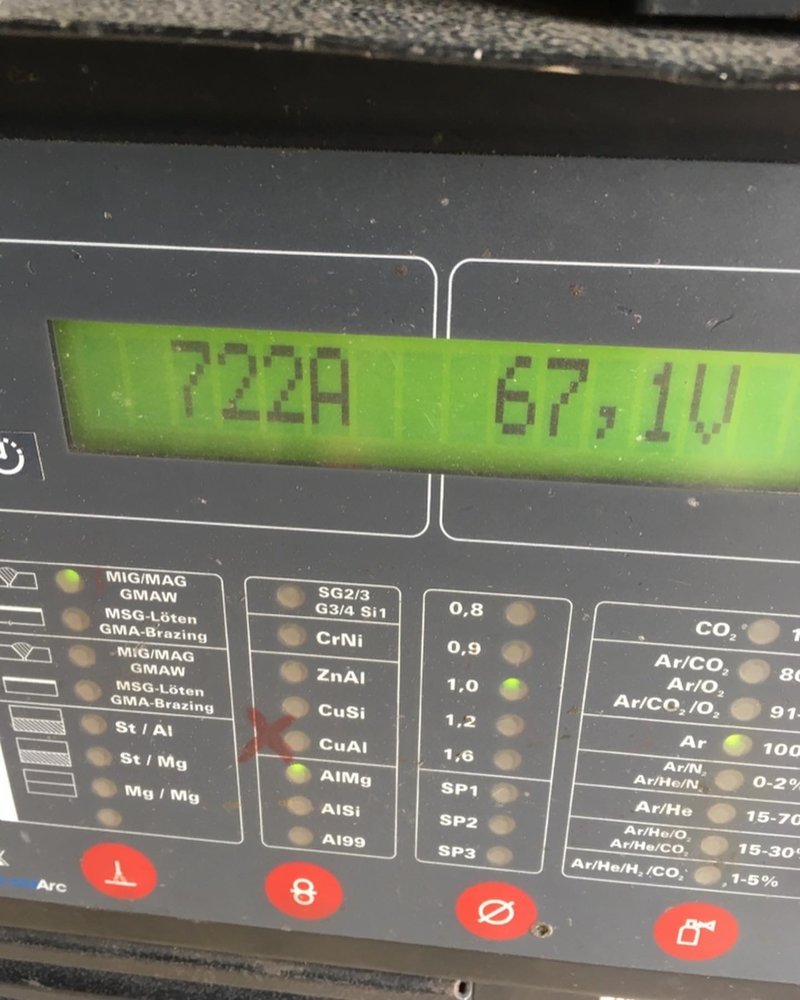 722A 67,1V
MIG/MAG
GMAW
MSG-Löten
GMA-Brazing
MIG/MAG
GMAW
MSG-Löten
GMA-Brazing
St / Al
St / Mg
Mg / Mg
SG2/3
G3/4 Si1
CrNi
ZnAl
CuSi
CuAl
AlMg
AlSi
Al99
0,8
0,9
1,0
1,2
1,6
SP1
SP2
SP3
CO₂
Ar/CO₂
Ar/O₂
Ar/CO₂/O₂ 91-
Ar 100
Ar/N₂
Ar/He/N₂ 0-2%
Ar/He 15-70
Ar/He/O₂
Ar/He/CO₂ 15-30%
Ar/He/H₂/CO₂ ,1-5%
Arc